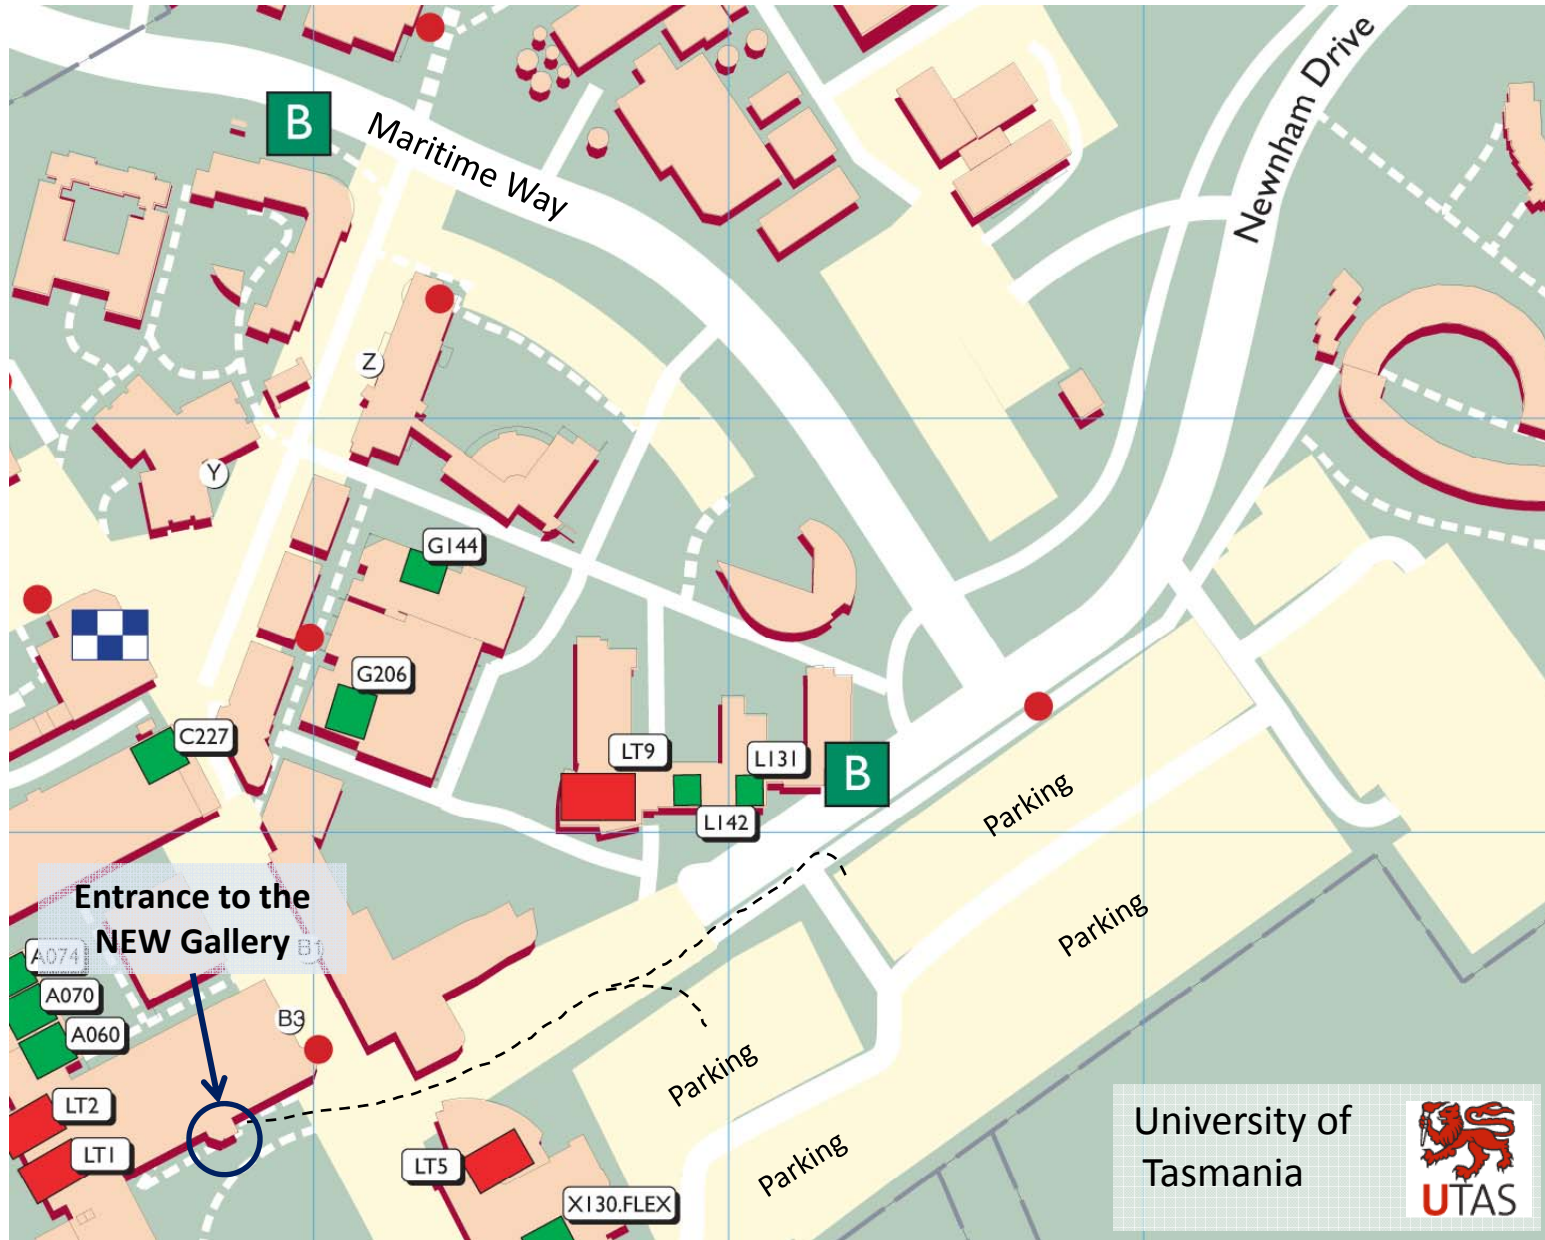 B
Maritime Way
Newnham Drive
Z
Y
G144
G206
C227
LT9
L131
B
L142
Parking
Entrance to the
NEW Gallery
B1
A074
A070
A060
B3
Parking
Parking
LT2
LT1
LT5
Parking
X130.FLEX
University of
Tasmania
UTAS